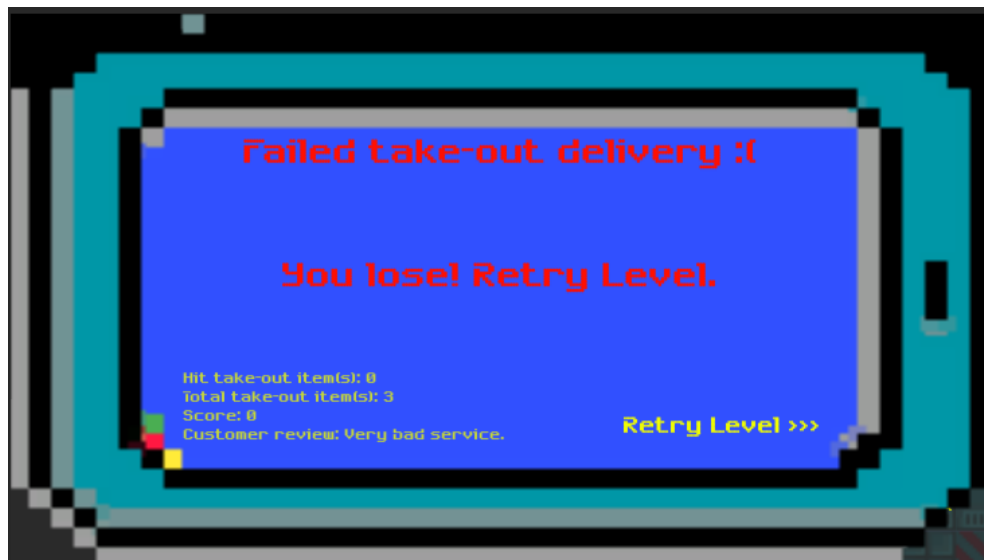 Failed take-out delivery :(
You lose! Retry Level.
Hit take-out item(s): 0
Total take-out item(s): 3
Score: 0
Customer review: Very bad service.
Retry Level >>>